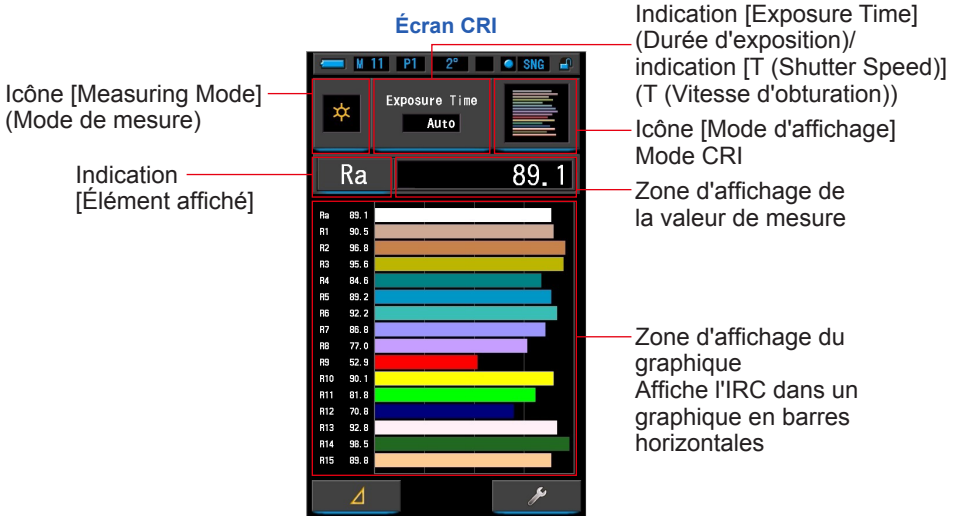 Écran CRI
Indication [Exposure Time]
(Durée d'exposition)/
indication [T (Shutter Speed)]
(T (Vitesse d'obturation))
Icône [Measuring Mode]
(Mode de mesure)
Icône [Mode d'affichage]
Mode CRI
Indication
[Élément affiché]
Zone d'affichage de
la valeur de mesure
Zone d'affichage du
graphique
Affiche l'IRC dans un
graphique en barres
horizontales
M 11 P1 2° SNG
Exposure Time
Auto
Ra 89.1
Ra 89.1
R1 90.5
R2 96.8
R3 95.6
R4 84.6
R5 89.2
R6 92.2
R7 86.8
R8 77.0
R9 52.9
R10 90.1
R11 81.8
R12 70.8
R13 92.8
R14 98.5
R15 89.8